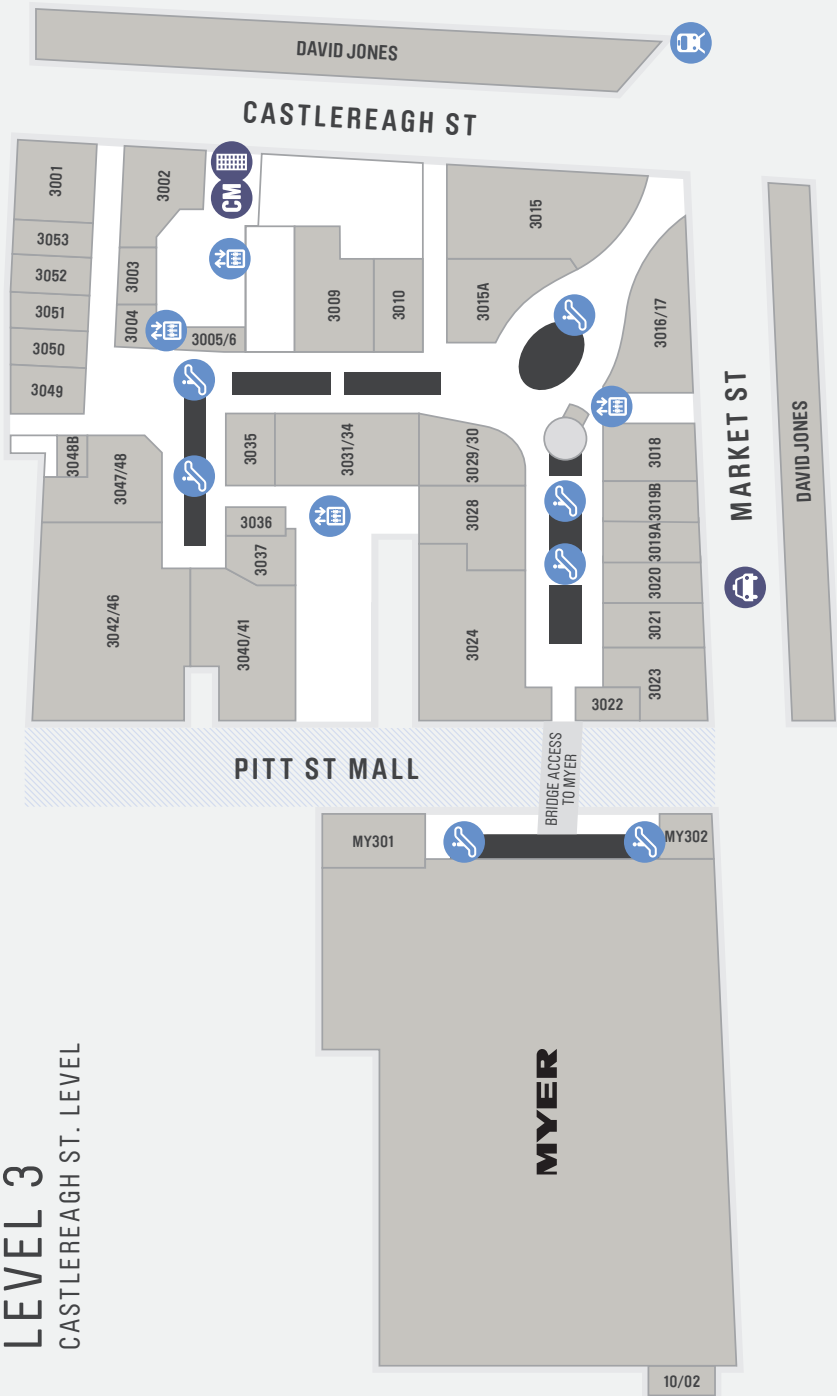 LEVEL 3
CASTLEREAGH ST. LEVEL
DAVID JONES
CASTLEREAGH ST
3001
3002
CM
3053
3052
3051
3050
3049
3003
3004
3005/6
3009
3010
3015
3015A
3016/17
MARKET ST
DAVID JONES
3048B
3047/48
3035
3031/34
3029/30
3018
3036
3037
3028
3019B
3019A
3020
3021
3042/46
3040/41
3024
3023
3022
PITT ST MALL
BRIDGE ACCESS
TO MYER
MY301
MY302
MYER
10/02